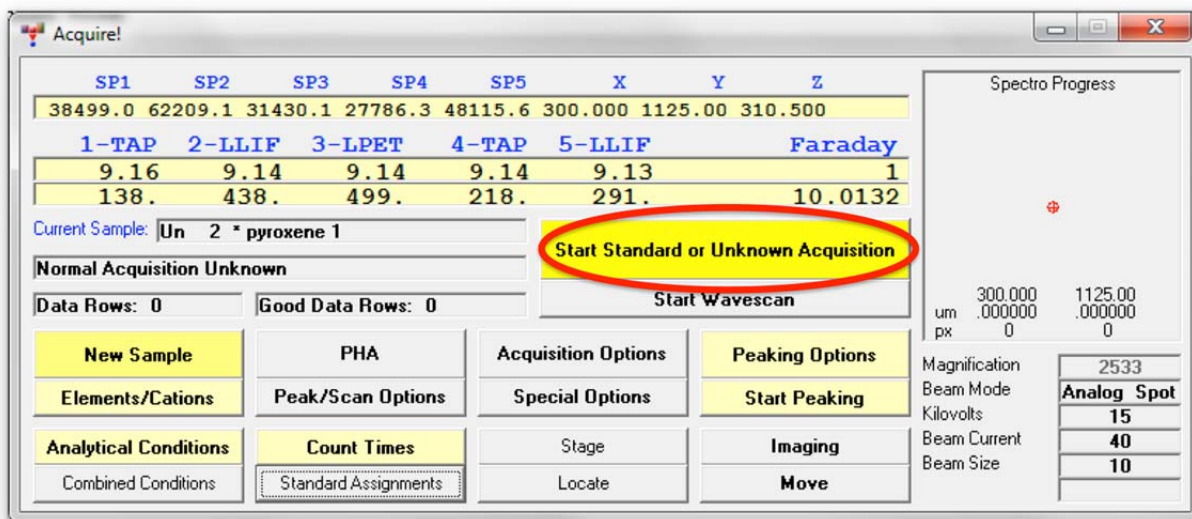 Acquire!
SP1 SP2 SP3 SP4 SP5 X Y Z
38499.0 62209.1 31430.1 27786.3 48115.6 300.000 1125.00 310.500
1-TAP 2-LLIF 3-LPET 4-TAP 5-LLIF Faraday
9.16 9.14 9.14 9.14 9.13 1
138. 438. 499. 218. 291. 10.0132
Current Sample: Un 2 * pyroxene 1
Normal Acquisition Unknown
Data Rows: 0 Good Data Rows: 0
Start Standard or Unknown Acquisition
Start Wavescan
New Sample PHA Acquisition Options Peaking Options
Elements/Cations Peak/Scan Options Special Options Start Peaking
Analytical Conditions Count Times Stage Imaging
Combined Conditions Standard Assignments Locate Move
Spectro Progress
300.000 1125.00
um .000000 .000000
px 0 0
Magnification 2533
Beam Mode Analog Spot
Kilovolts 15
Beam Current 40
Beam Size 10